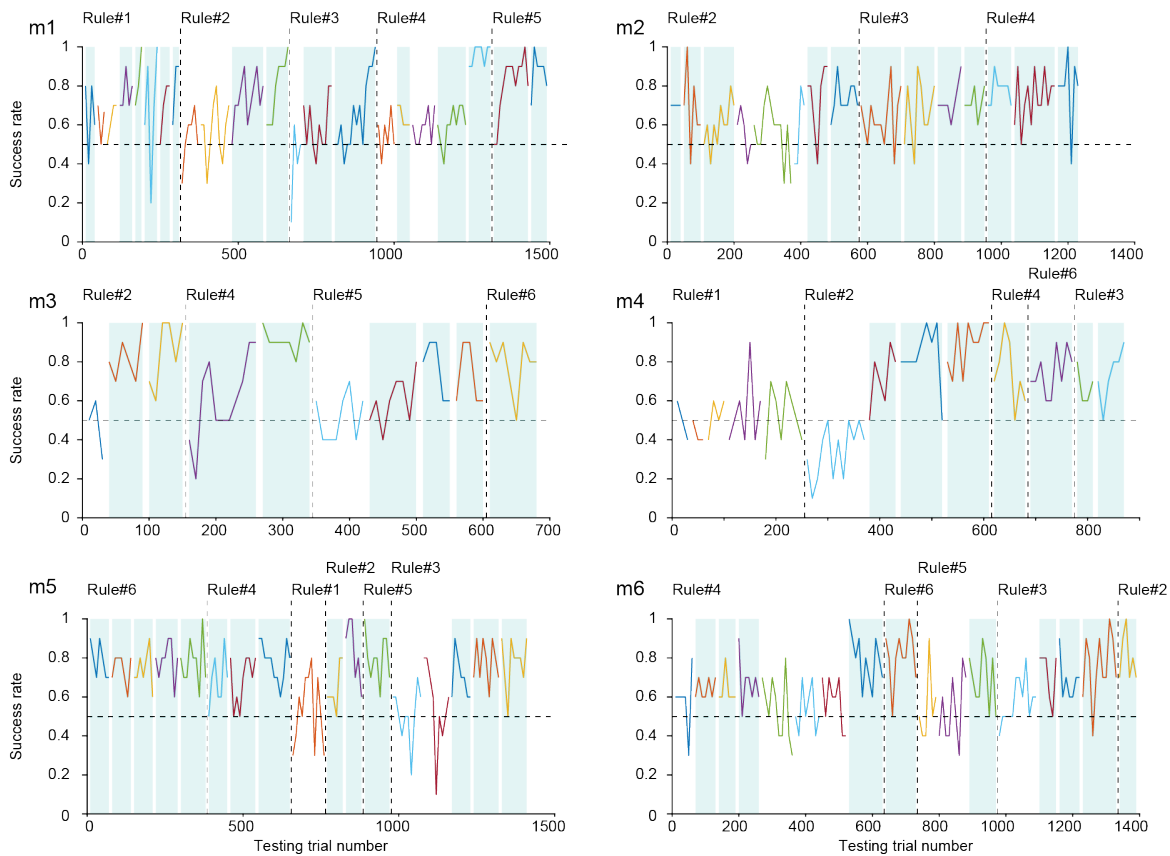 m1
Rule#1 Rule#2 Rule#3 Rule#4 Rule#5
Success rate
1
0.8
0.6
0.4
0.2
0
0 500 1000 1500
m2
Rule#2 Rule#3 Rule#4
1
0.8
0.6
0.4
0.2
0
0 200 400 600 800 1000 1200 1400
m3
Rule#2 Rule#4 Rule#5 Rule#6
Success rate
1
0.8
0.6
0.4
0.2
0
0 100 200 300 400 500 600 700
m4
Rule#6
Rule#1 Rule#2 Rule#4 Rule#3
1
0.8
0.6
0.4
0.2
0
0 200 400 600 800
m5
Rule#2 Rule#3
Rule#6 Rule#4 Rule#1 Rule#5
Success rate
1
0.8
0.6
0.4
0.2
0
0 500 1000 1500
Testing trial number
m6
Rule#5
Rule#4 Rule#6 Rule#3 Rule#2
1
0.8
0.6
0.4
0.2
0
0 200 400 600 800 1000 1200 1400
Testing trial number